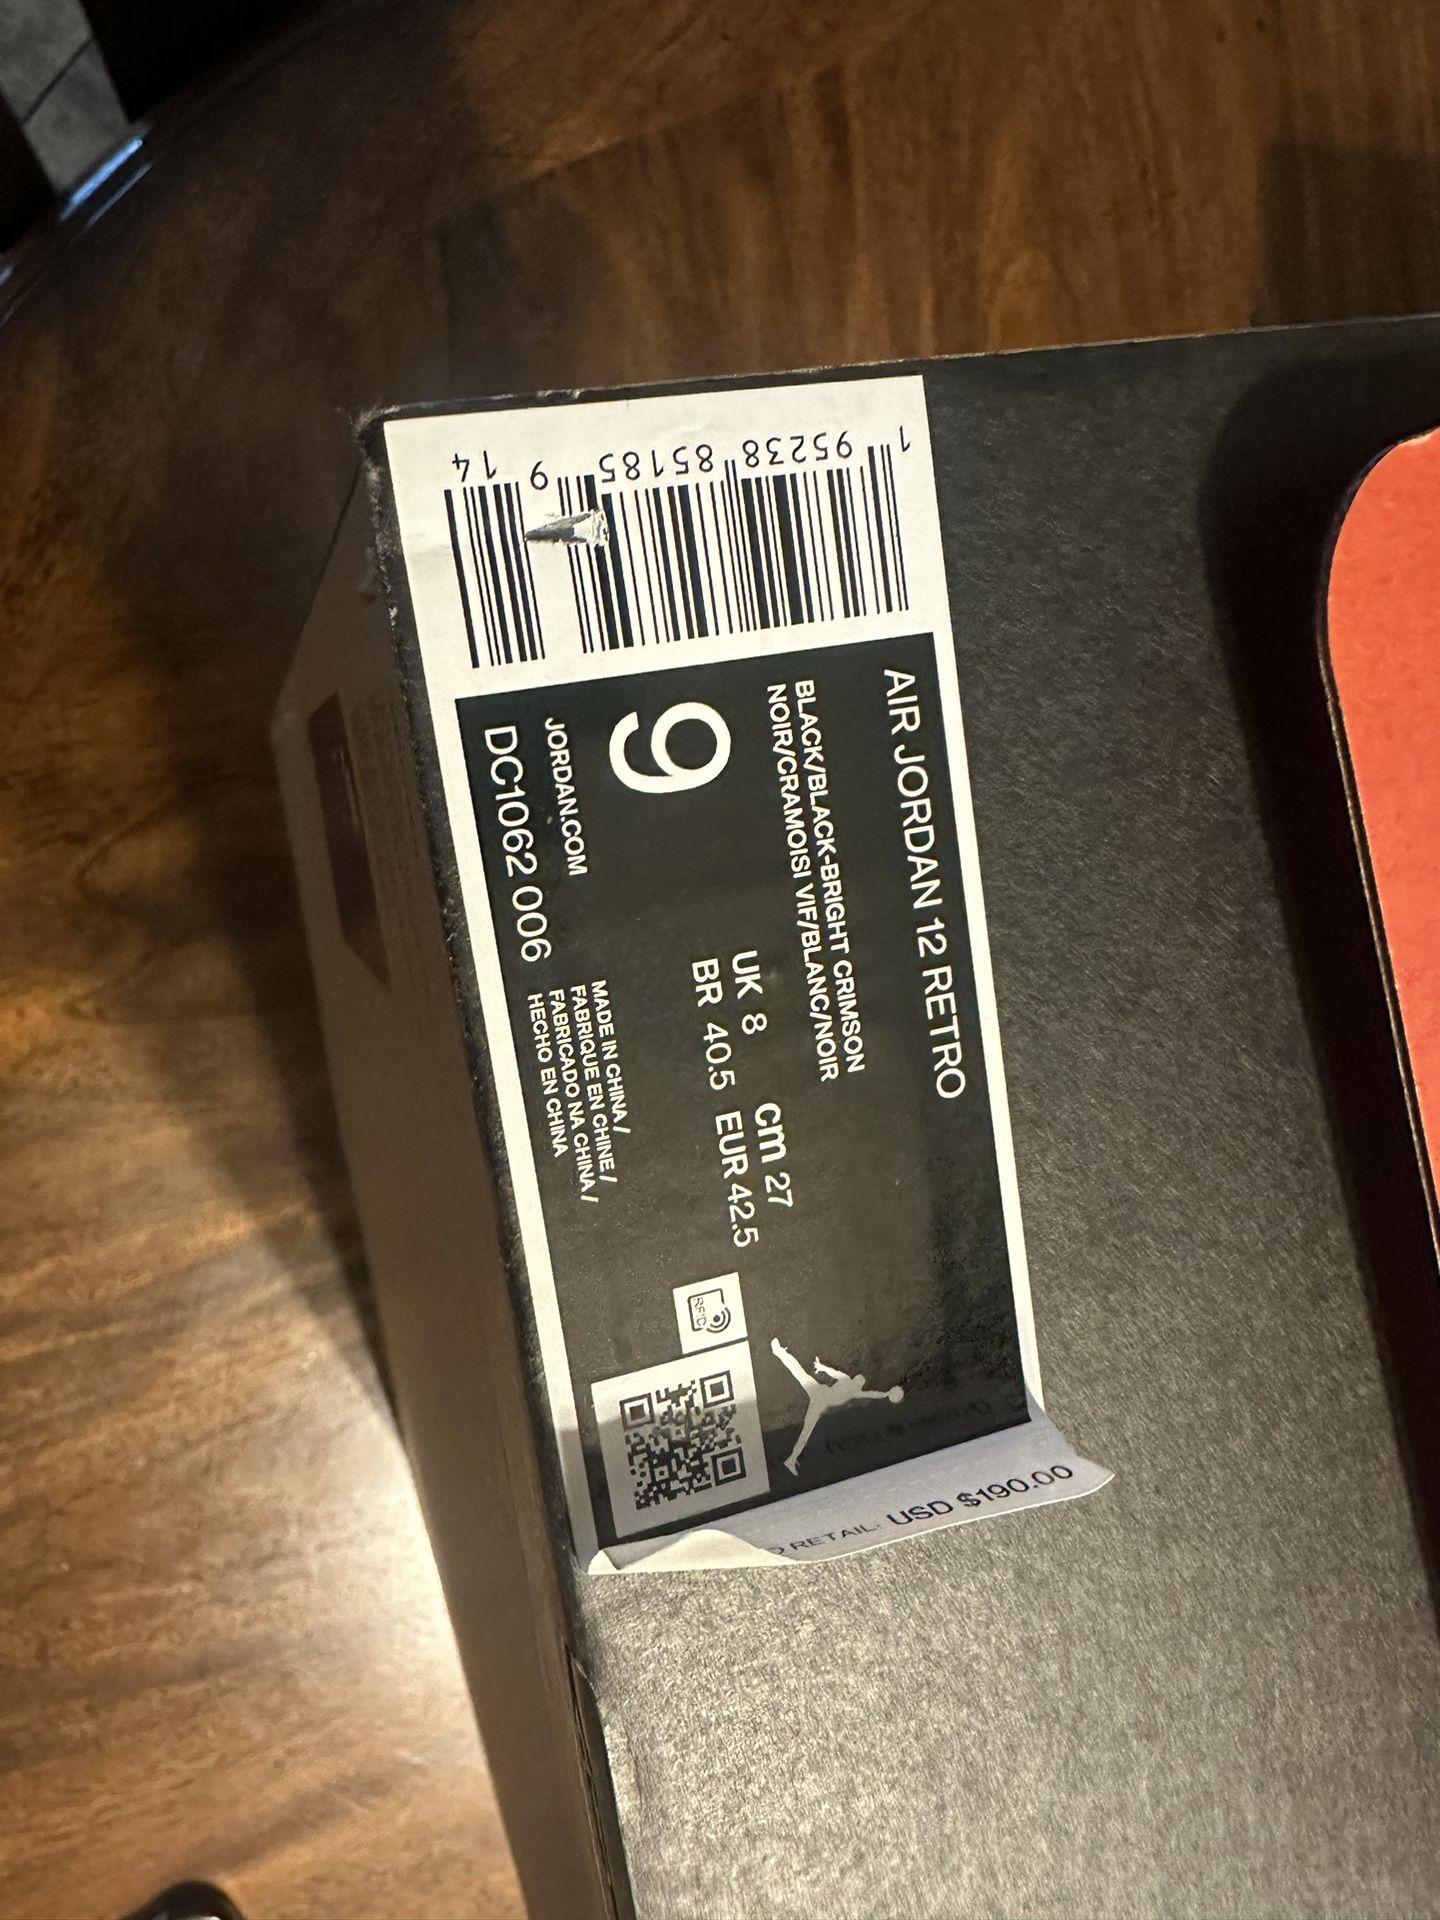 AIR JORDAN 12 RETRO
BLACK/BLACK-BRIGHT CRIMSON
NOIR/CRAMOISI VIF/BLANC/NOIR
9
UK 8 cm 27
BR 40.5 EUR 42.5
JORDAN.COM
DC1062 006
MADE IN CHINA /
FABRIQUE EN CHINE /
FABRICADO NA CHINA /
HECHO EN CHINA
RFID
1 95238 85185 9 14
RETAIL: USD $190.00